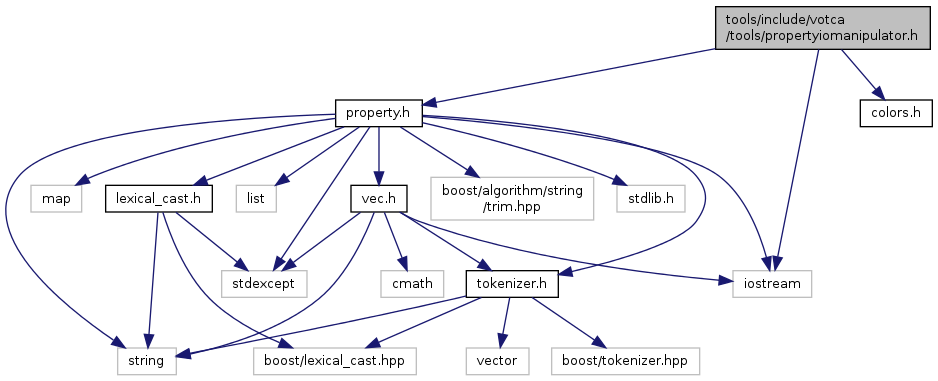 tools/include/votca
/tools/propertyiomanipulator.h
property.h
colors.h
map
lexical_cast.h
list
vec.h
boost/algorithm/string
/trim.hpp
stdlib.h
stdexcept
cmath
tokenizer.h
iostream
string
boost/lexical_cast.hpp
vector
boost/tokenizer.hpp